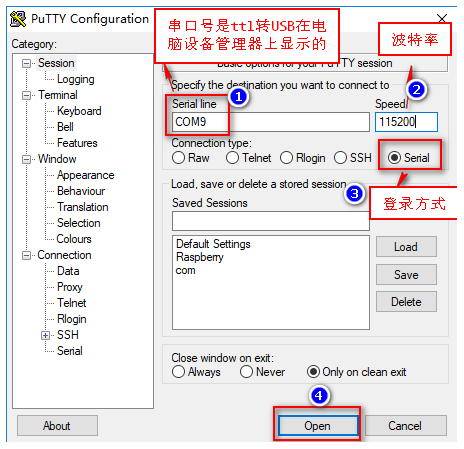 PuTTY Configuration
串口号是ttl转USB在电
脑设备管理器上显示的
波特率
Category:
Session
Logging
Terminal
Keyboard
Bell
Features
Window
Appearance
Behaviour
Translation
Selection
Colours
Connection
Data
Proxy
Telnet
Rlogin
SSH
Serial
Basic options for your PuTTY session
Specify the destination you want to connect to
Serial line
1
Speed
2
COM9
115200
Connection type:
Raw
Telnet
Rlogin
SSH
Serial
Load, save or delete a stored session
3
登录方式
Saved Sessions
Default Settings
Raspberry
com
Load
Save
Delete
Close window on exit:
Always
Never
Only on clean exit
4
About
Open
Cancel